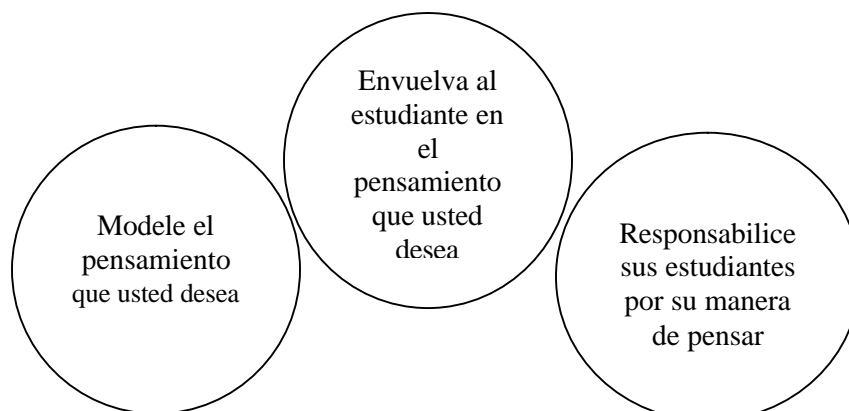 Modele el
pensamiento
que usted desea
Envuelva al
estudiante en
el
pensamiento
que usted
desea
Responsabilice
sus estudiantes
por su manera
de pensar